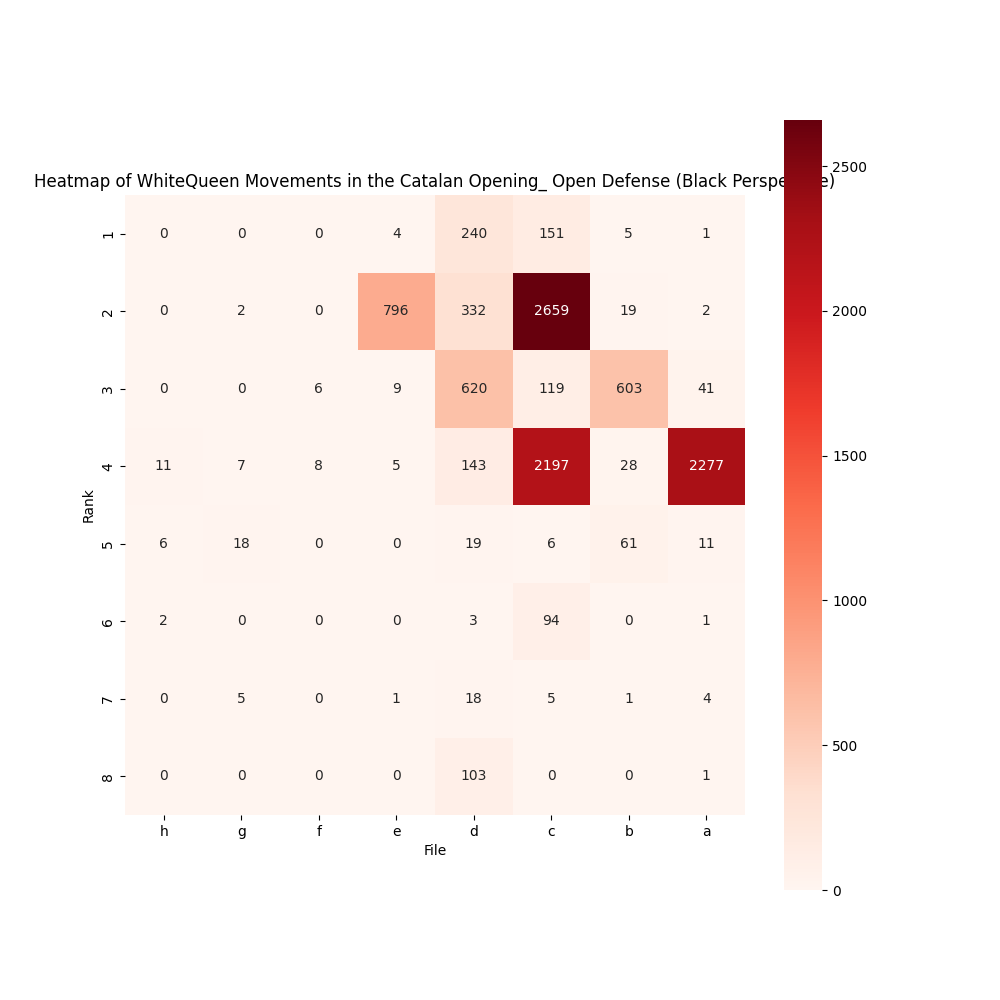 Heatmap of WhiteQueen Movements in the Catalan Opening_ Open Defense (Black Perspe e)
2500
1 0 0 0 4 240 151 5 1
2 0 2 0 796 332 2659 19 2
2000
3 0 0 6 9 620 119 603 41
4 11 7 8 5 143 2197 28 2277
1500
Rank
5 6 18 0 0 19 6 61 11
1000
6 2 0 0 0 3 94 0 1
7 0 5 0 1 18 5 1 4
500
8 0 0 0 0 103 0 0 1
h g f e d c b a
File
0